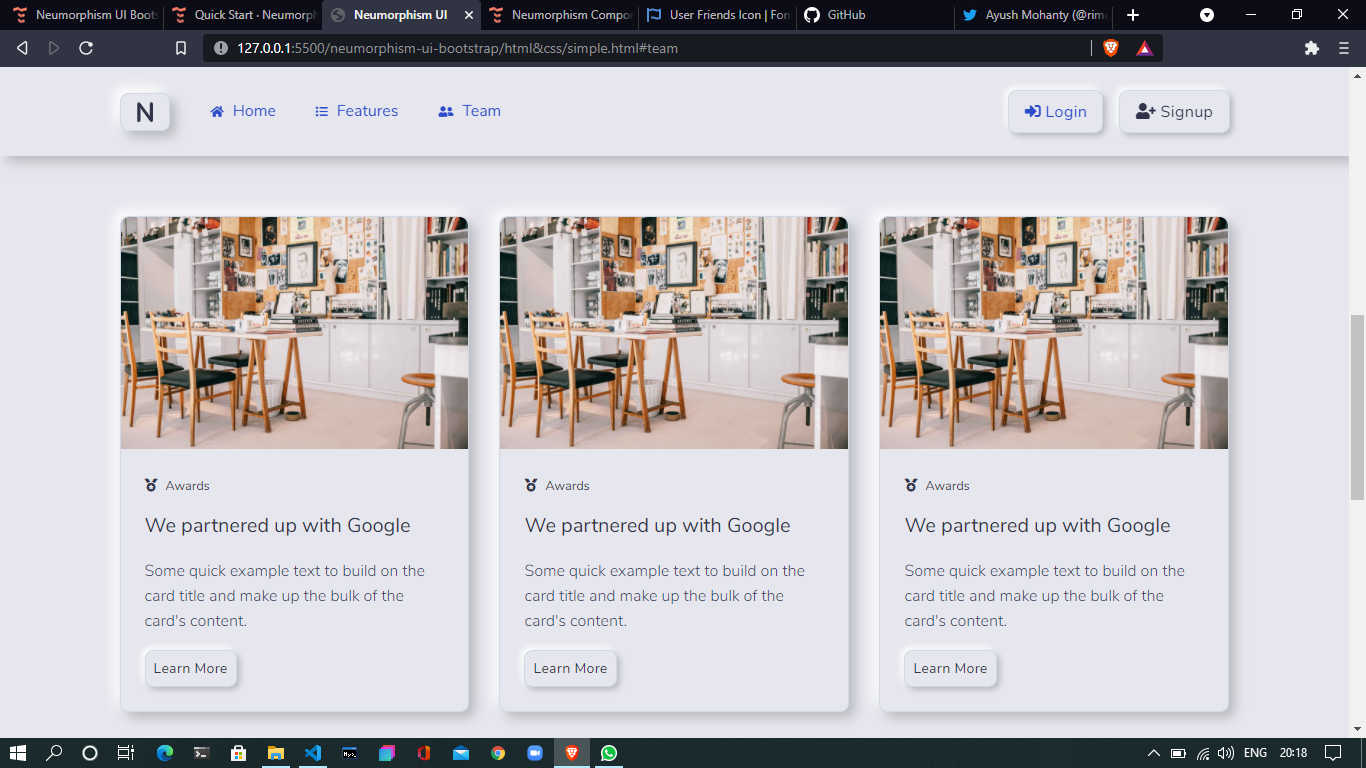 Neumorphism UI Boots
Quick Start · Neumorph
Neumorphism UI
Neumorphism Compon
User Friends Icon | Fon
GitHub
Ayush Mohanty (@rim
127.0.0.1:5500/neumorphism-ui-bootstrap/html&css/simple.html#team
N
Home
Features
Team
Login
Signup
Awards
We partnered up with Google
Some quick example text to build on the
card title and make up the bulk of the
card's content.
Learn More
Awards
We partnered up with Google
Some quick example text to build on the
card title and make up the bulk of the
card's content.
Learn More
Awards
We partnered up with Google
Some quick example text to build on the
card title and make up the bulk of the
card's content.
Learn More
ENG
20:18